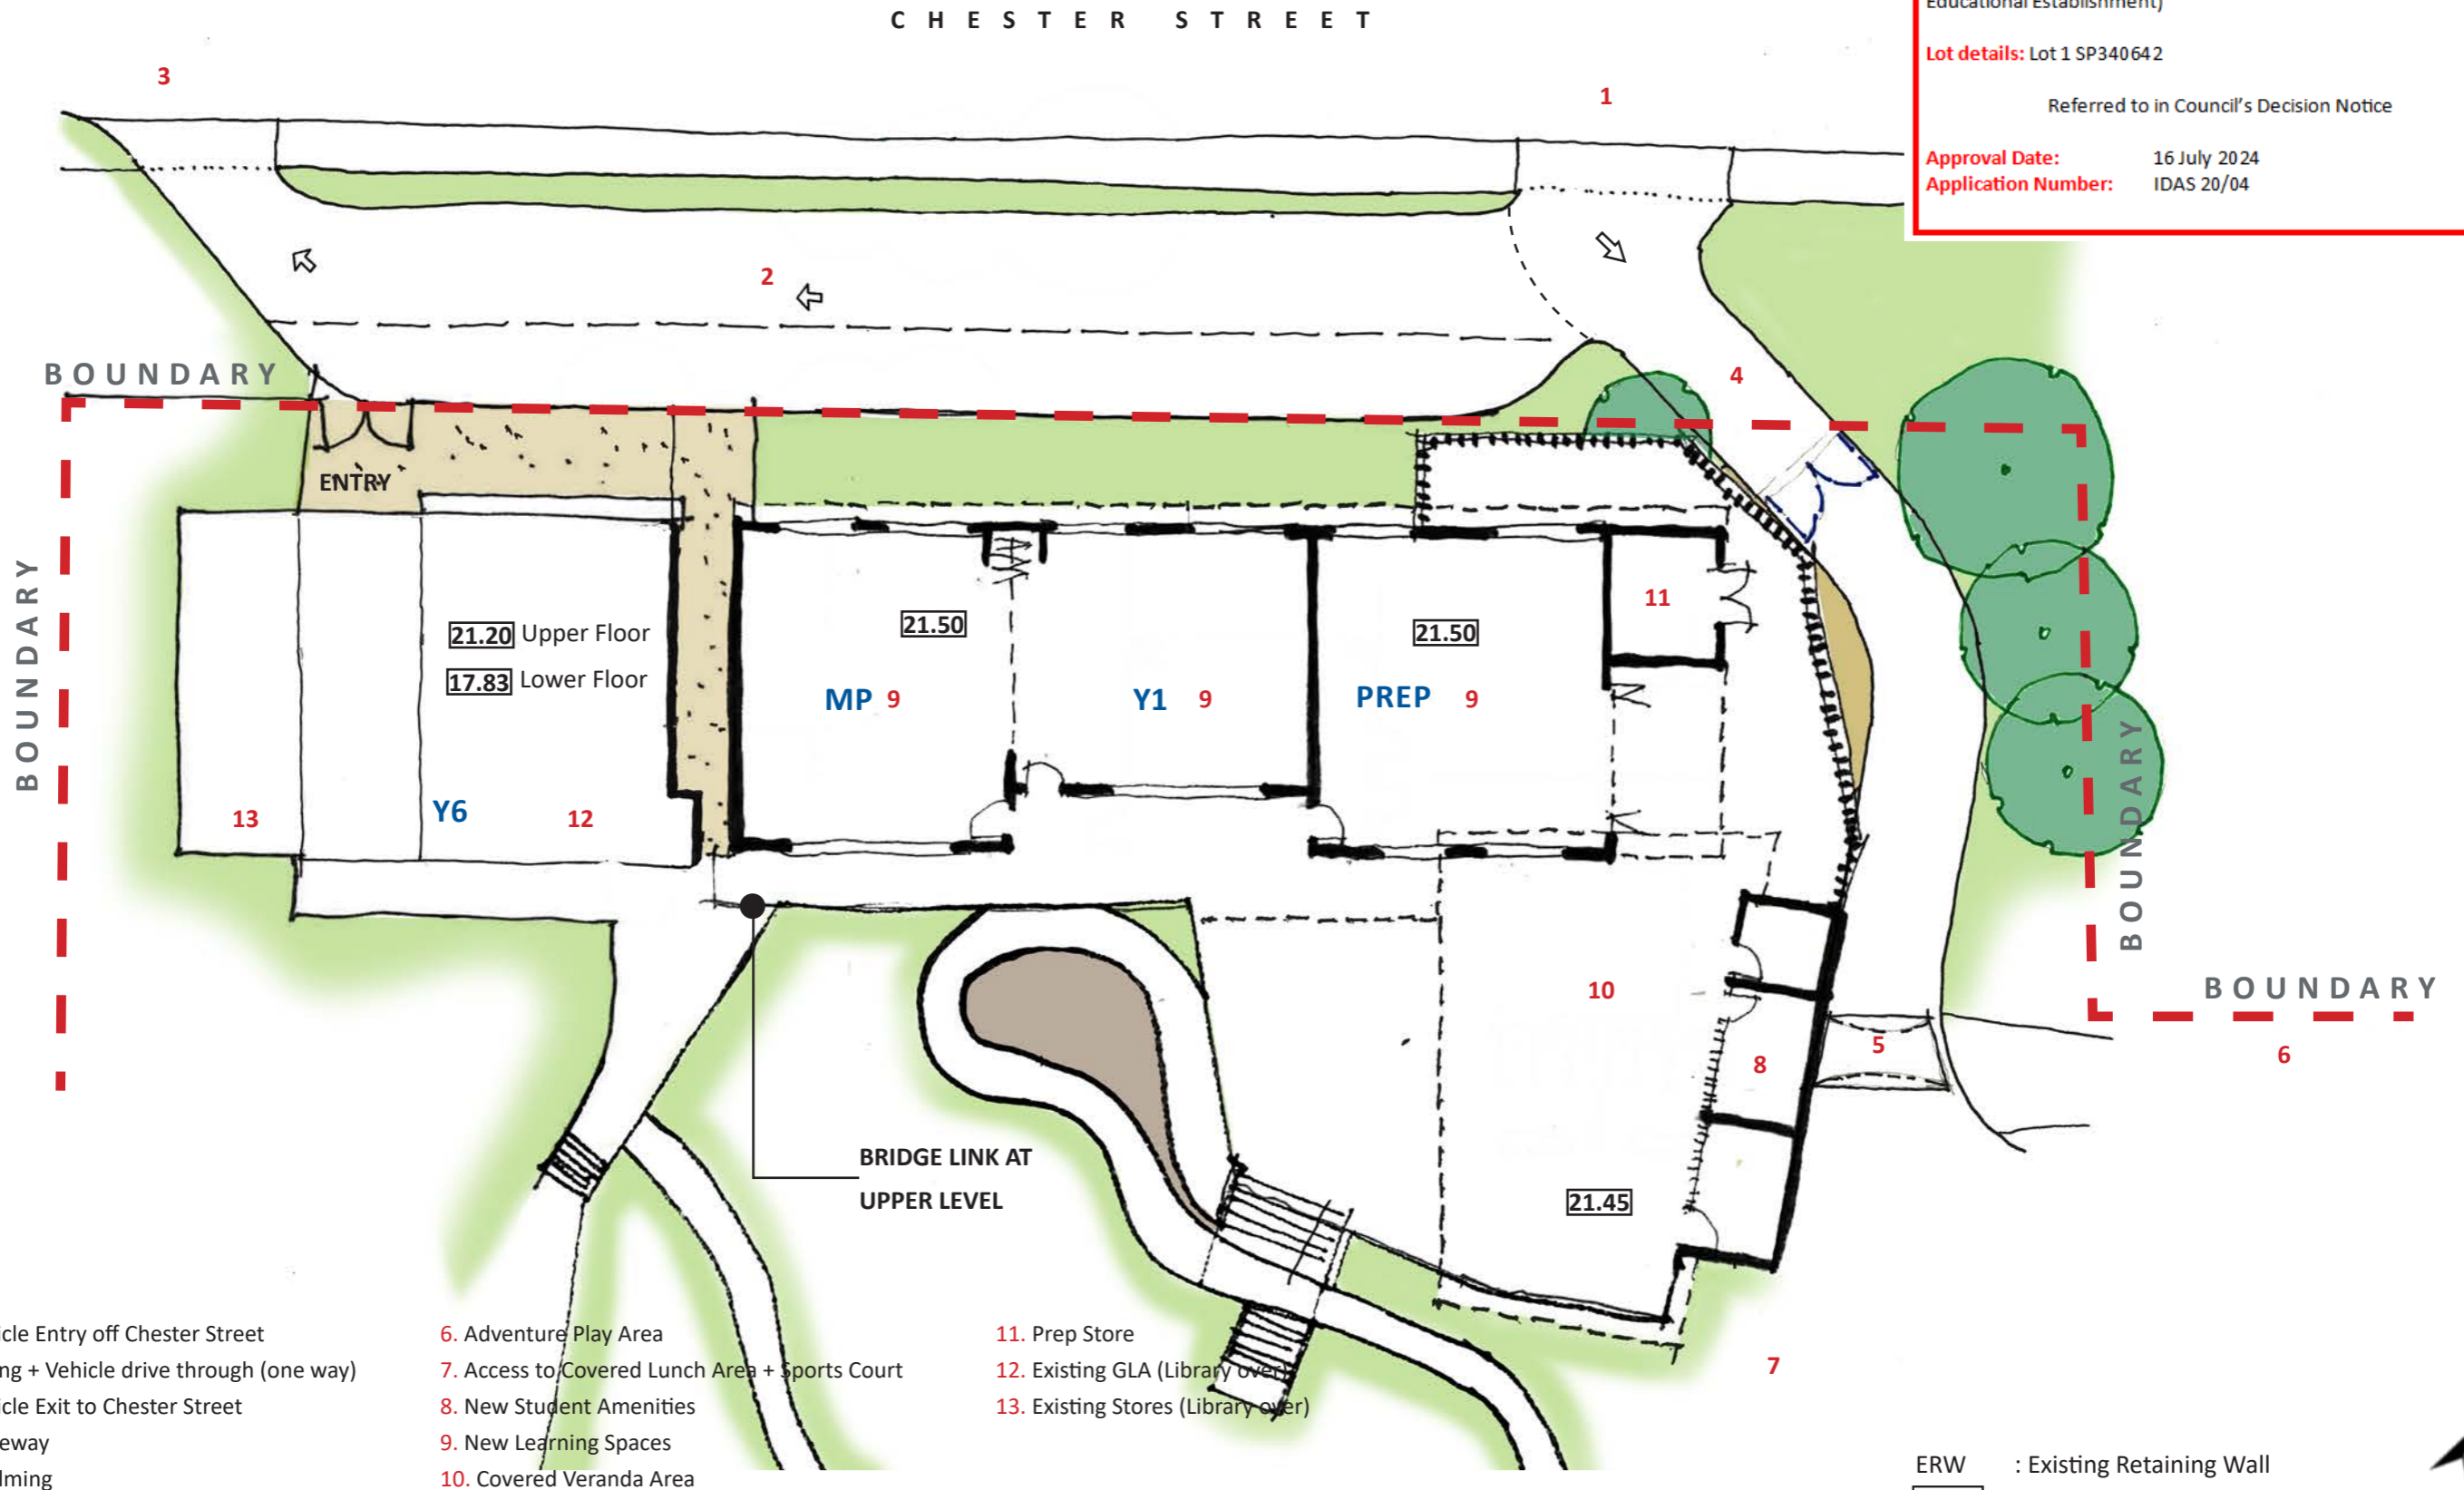 CHESTER STREET
Educational Establishment)
Lot details: Lot 1 SP340642
Referred to in Council's Decision Notice
Approval Date: 16 July 2024
Application Number: IDAS 20/04
3
1
2
4
BOUNDARY
ENTRY
BOUNDARY
21.20 Upper Floor
17.83 Lower Floor
21.50
21.50
11
MP 9
Y1 9
PREP 9
13
Y6
12
BOUNDARY
10
BOUNDARY
5
6
8
BRIDGE LINK AT
UPPER LEVEL
21.45
7
icle Entry off Chester Street
ng + Vehicle drive through (one way)
icle Exit to Chester Street
eway
lming
6. Adventure Play Area
7. Access to Covered Lunch Area + Sports Court
8. New Student Amenities
9. New Learning Spaces
10. Covered Veranda Area
11. Prep Store
12. Existing GLA (Library over)
13. Existing Stores (Library over)
ERW : Existing Retaining Wall